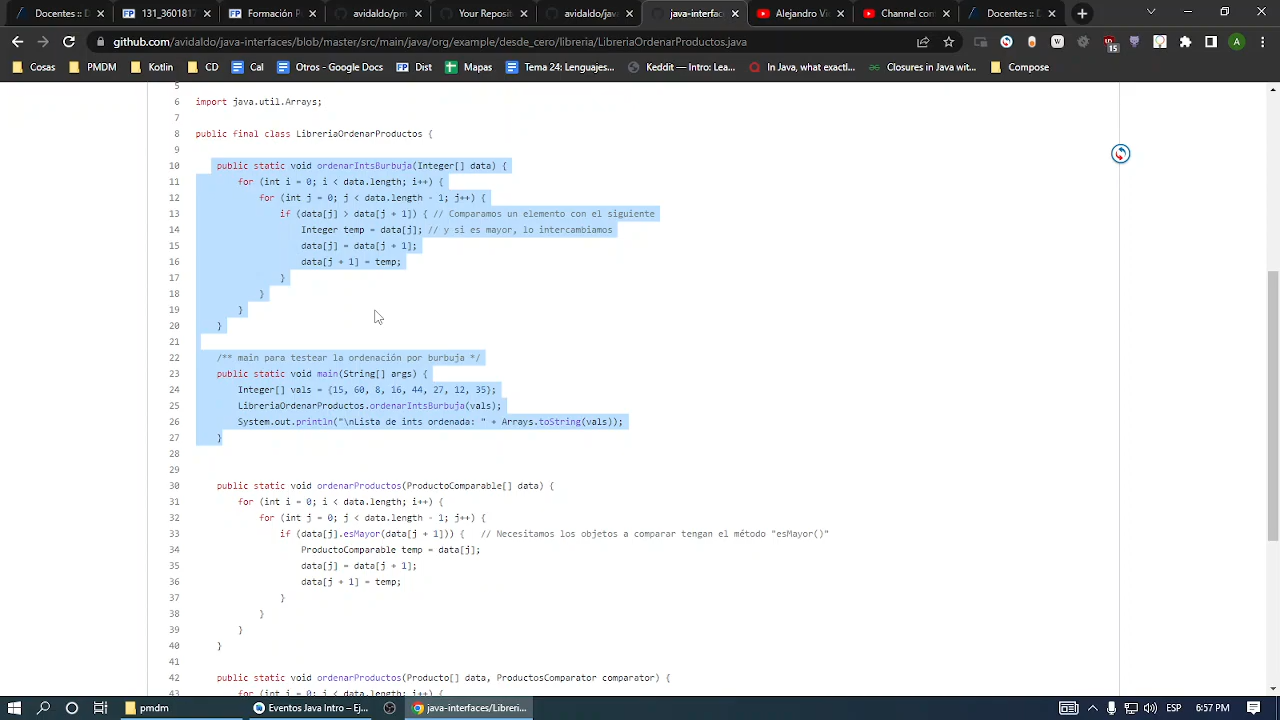 Docentes :: D
131_3601817
Formación P
avidaldo/pm
Your Reposit
avidaldo/jav
java-interfac
Alejandro Vi
Channel con
Docentes :: D
github.com/avidaldo/java-interfaces/blob/master/src/main/java/org/example/desde_cero/libreria/LibreriaOrdenarProductos.java
15
A
Cosas
PMDM
Kotlin
CD
Cal
Otros - Google Docs
Dist
Mapas
Tema 24: Lenguajes...
Keddit — Intro: Lea...
In Java, what exactl...
Closures in Java wit...
Compose
5
6 import java.util.Arrays;
7
8 public final class LibreriaOrdenarProductos {
9
10 public static void ordenarIntsBurbuja(Integer[] data) {
11 for (int i = 0; i < data.length; i++) {
12 for (int j = 0; j < data.length - 1; j++) {
13 if (data[j] > data[j + 1]) { // Comparamos un elemento con el siguiente
14 Integer temp = data[j]; // y si es mayor, lo intercambiamos
15 data[j] = data[j + 1];
16 data[j + 1] = temp;
17 }
18 }
19 }
20 }
21
22 /** main para testear la ordenación por burbuja */
23 public static void main(String[] args) {
24 Integer[] vals = {15, 60, 8, 16, 44, 27, 12, 35};
25 LibreriaOrdenarProductos.ordenarIntsBurbuja(vals);
26 System.out.println("\nLista de ints ordenada: " + Arrays.toString(vals));
27 }
28
29
30 public static void ordenarProductos(ProductoComparable[] data) {
31 for (int i = 0; i < data.length; i++) {
32 for (int j = 0; j < data.length - 1; j++) {
33 if (data[j].esMayor(data[j + 1])) { // Necesitamos los objetos a comparar tengan el método "esMayor()"
34 ProductoComparable temp = data[j];
35 data[j] = data[j + 1];
36 data[j + 1] = temp;
37 }
38 }
39 }
40 }
41
42 public static void ordenarProductos(Producto[] data, ProductosComparator comparator) {
43 for (int i = 0; i < data.length; i++) {
pmdm
Eventos Java Intro – Ej...
java-interfaces/Libreri...
ESP
6:57 PM